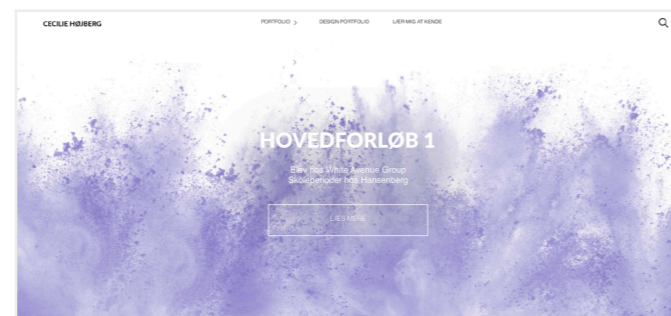 CECILIE HØJBERG
PORTFOLIO >
DESIGN PORTFOLIO
LÆR MIG AT KENDE
HOVEDFORLØB 1
Elev hos White Avenue Group
Skoleperioder hos Hansenberg
LÆS MERE